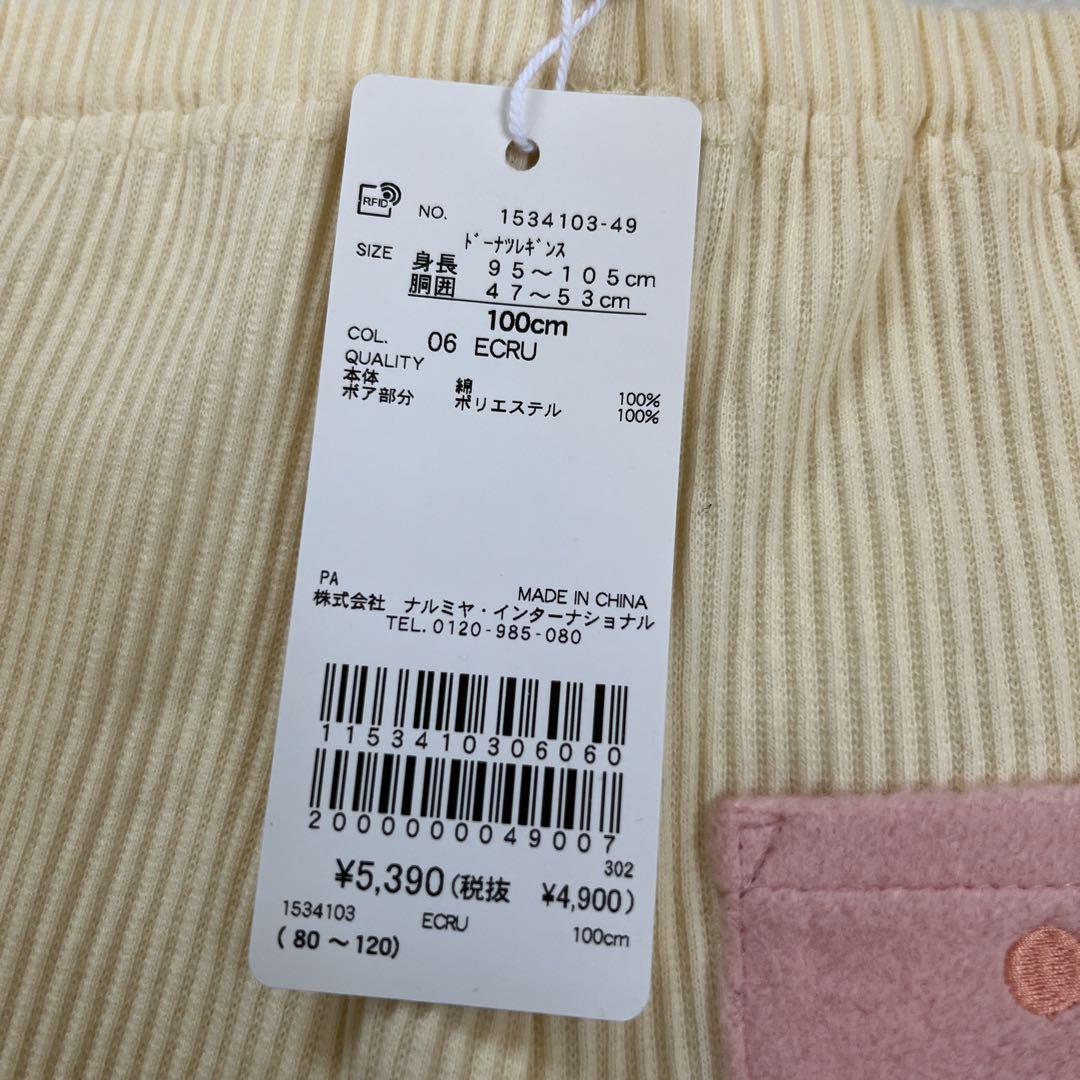 RFID
NO. 1534103-49
ﾄﾞｰﾅﾂﾚｷﾞﾝｽ
SIZE 身長 95～105cm
胴囲 47～53cm
100cm
COL. 06 ECRU
QUALITY
本体 綿 100%
ボア部分 ポリエステル 100%
PA MADE IN CHINA
株式会社 ナルミヤ・インターナショナル
TEL. 0120-985-080
1153410306060
2000000049007
302
¥5,390(税抜 ¥4,900)
1534103 ECRU 100cm
(80～120)